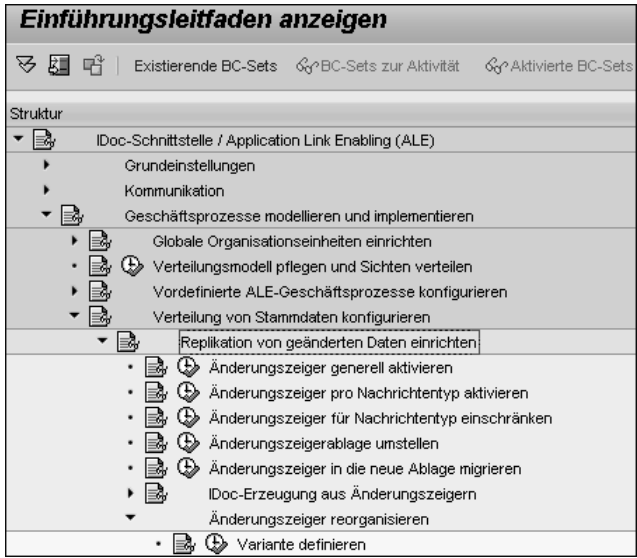 Einführungsleitfaden anzeigen
Existierende BC-Sets BC-Sets zur Aktivität Aktivierte BC-Sets
Struktur
IDoc-Schnittstelle / Application Link Enabling (ALE)
Grundeinstellungen
Kommunikation
Geschäftsprozesse modellieren und implementieren
Globale Organisationseinheiten einrichten
Verteilungsmodell pflegen und Sichten verteilen
Vordefinierte ALE-Geschäftsprozesse konfigurieren
Verteilung von Stammdaten konfigurieren
Replikation von geänderten Daten einrichten
Änderungszeiger generell aktivieren
Änderungszeiger pro Nachrichtentyp aktivieren
Änderungszeiger für Nachrichtentyp einschränken
Änderungszeigerablage umstellen
Änderungszeiger in die neue Ablage migrieren
IDoc-Erzeugung aus Änderungszeigern
Änderungszeiger reorganisieren
Variante definieren